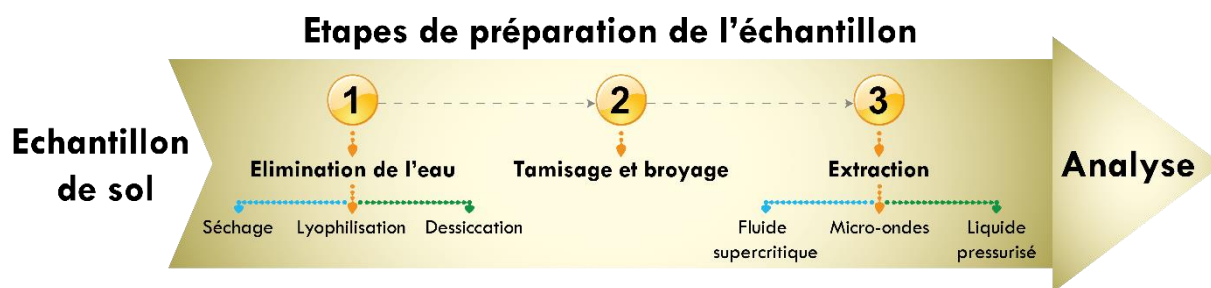 Etapes de préparation de l'échantillon
Echantillon
de sol
1
2
3
Elimination de l'eau
Tamisage et broyage
Extraction
Analyse
Séchage
Lyophilisation
Dessiccation
Fluide
supercritique
Micro-ondes
Liquide
pressurisé